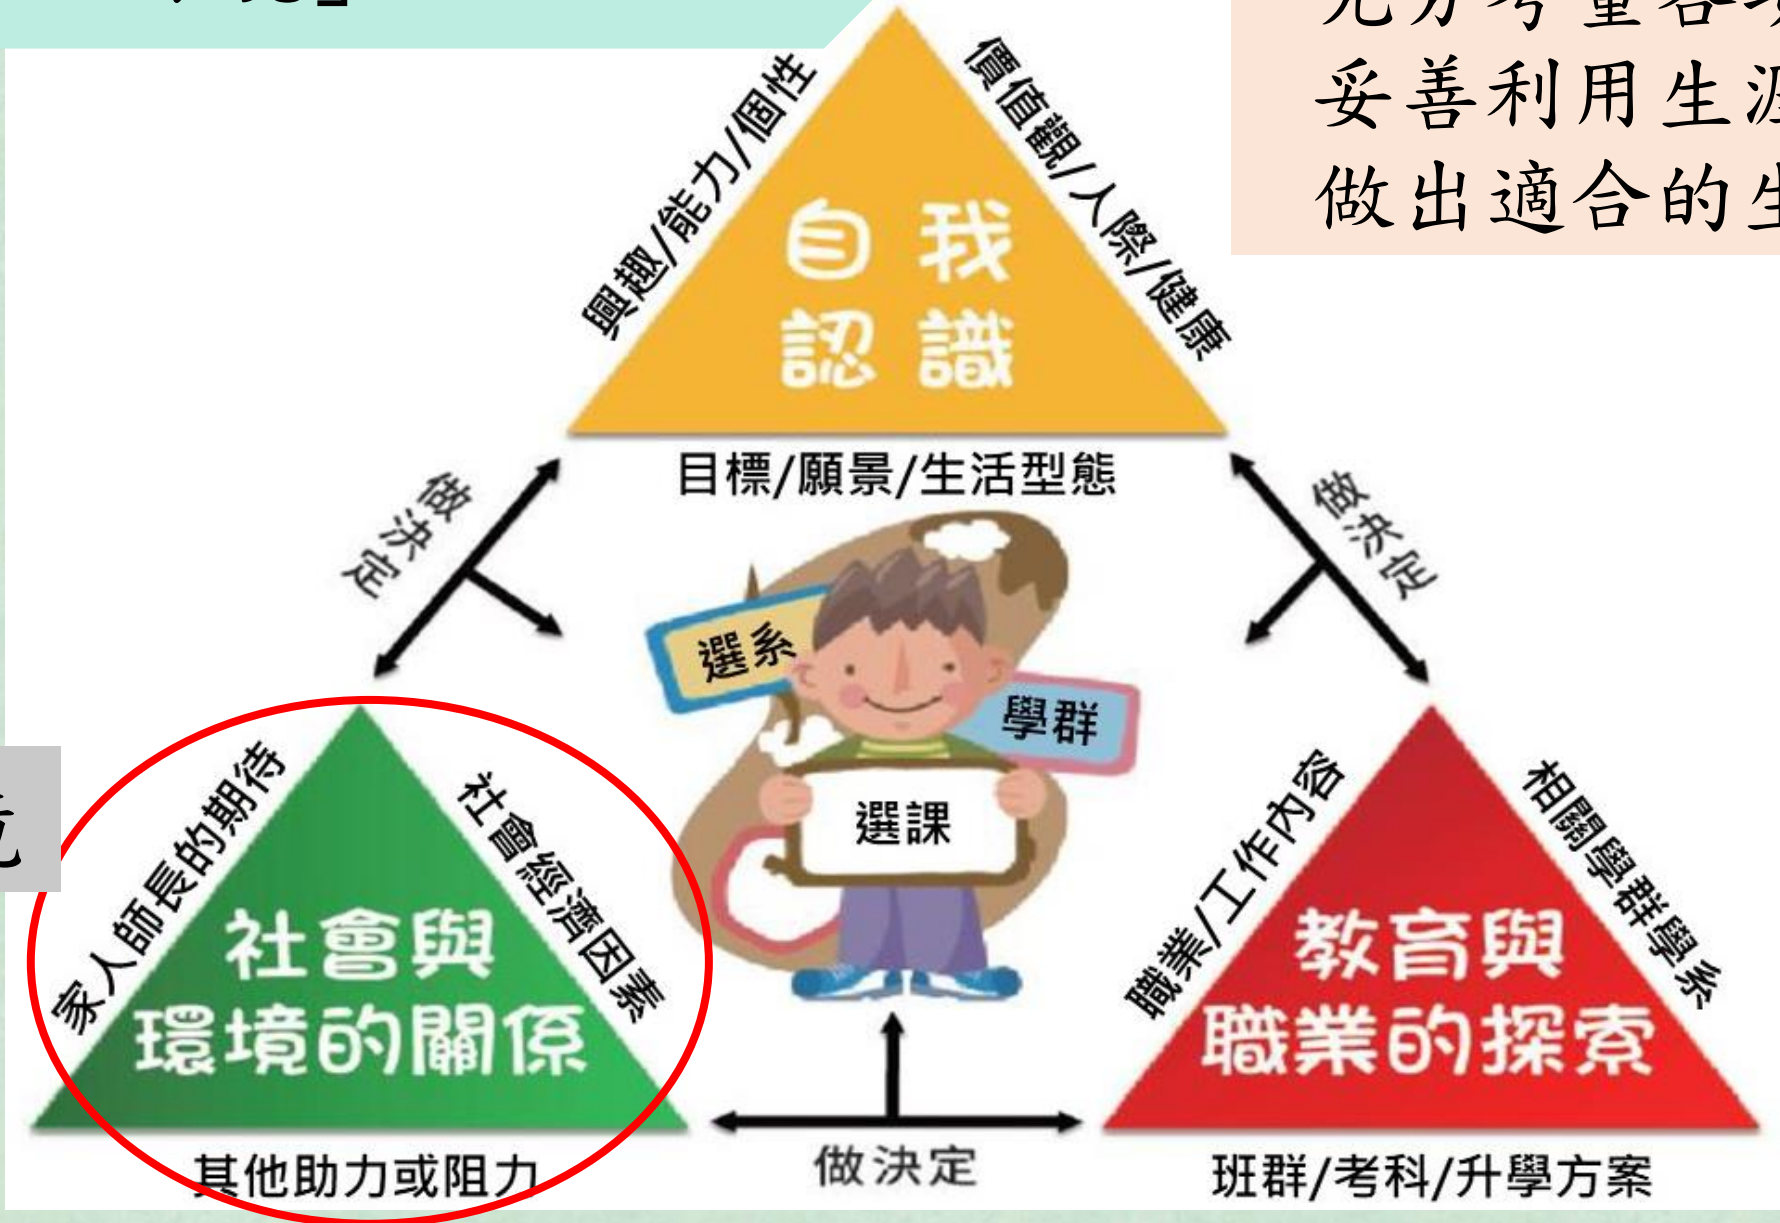 妥善利用生涯
做出適合的生
興趣/能力/個性
價值觀/人際/健康
自我
認識
目標/願景/生活型態
做決定
做決定
選系
學群
選課
家人師長的期待
社會經濟因素
社會與
環境的關係
其他助力或阻力
職業/工作內容
相關學群學系
教育與
職業的探索
做決定
班群/考科/升學方案